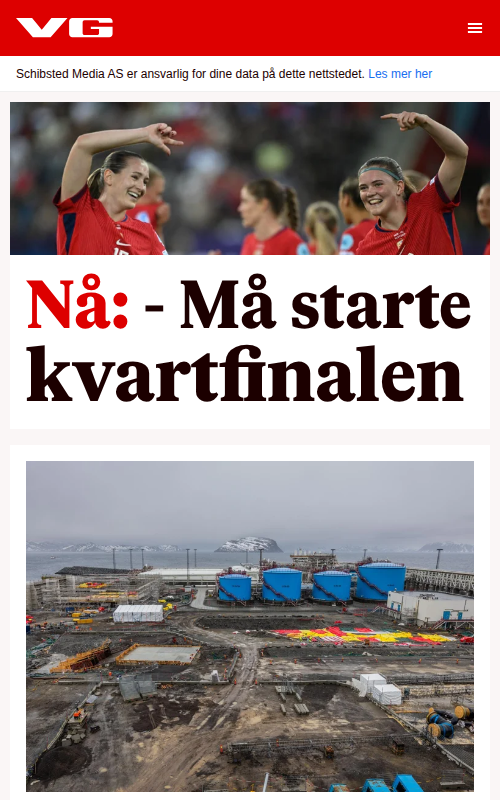 VG
Schibsted Media AS er ansvarlig for dine data på dette nettstedet. Les mer her
Nå: - Må starte
kvartfinalen